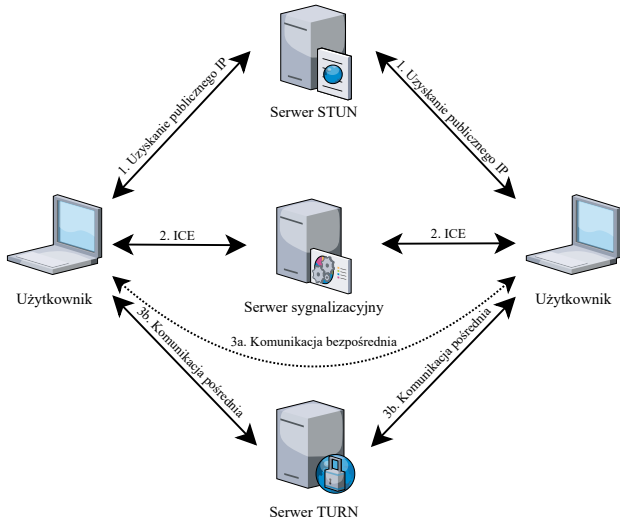 1. Uzyskanie publicznego IP
1. Uzyskanie publicznego IP
Serwer STUN
2. ICE
2. ICE
Użytkownik
Serwer sygnalizacyjny
Użytkownik
3a. Komunikacja bezpośrednia
3b. Komunikacja pośrednia
3b. Komunikacja pośrednia
Serwer TURN